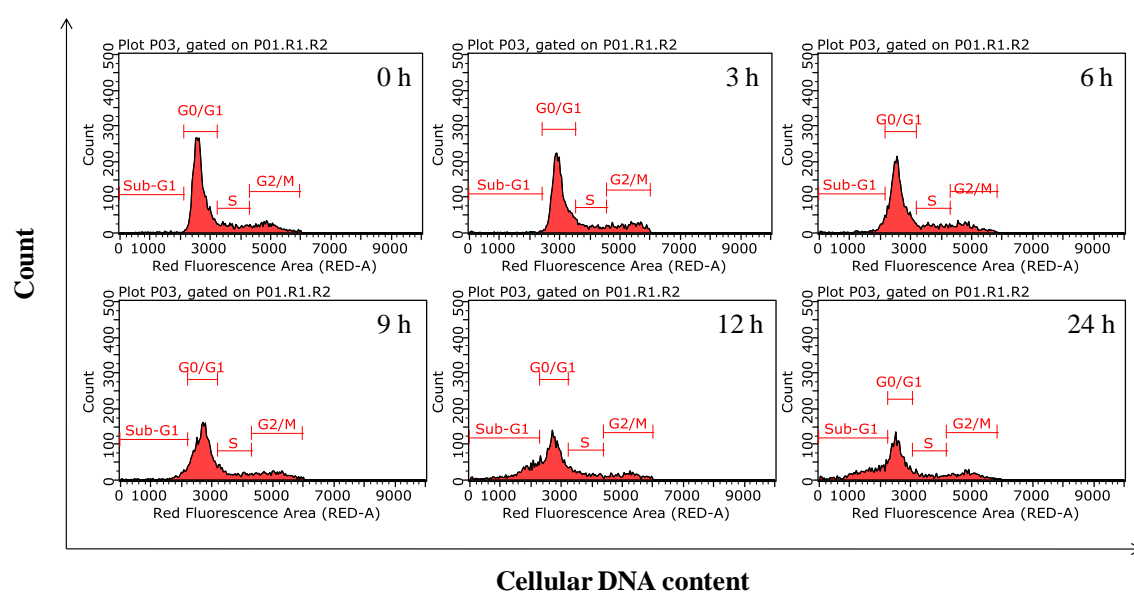 Plot P03, gated on P01.R1.R2
0 h
G0/G1
Sub-G1
S
G2/M
Count
0 100 200 300 400 500
0 1000 3000 5000 7000 9000
Red Fluorescence Area (RED-A)
Plot P03, gated on P01.R1.R2
3 h
G0/G1
Sub-G1
S
G2/M
Count
0 100 200 300 400 500
0 1000 3000 5000 7000 9000
Red Fluorescence Area (RED-A)
Plot P03, gated on P01.R1.R2
6 h
G0/G1
Sub-G1
S
G2/M
Count
0 100 200 300 400 500
0 1000 3000 5000 7000 9000
Red Fluorescence Area (RED-A)
Plot P03, gated on P01.R1.R2
9 h
G0/G1
Sub-G1
S
G2/M
Count
0 100 200 300 400 500
0 1000 3000 5000 7000 9000
Red Fluorescence Area (RED-A)
Plot P03, gated on P01.R1.R2
12 h
G0/G1
Sub-G1
S
G2/M
Count
0 100 200 300 400 500
0 1000 3000 5000 7000 9000
Red Fluorescence Area (RED-A)
Plot P03, gated on P01.R1.R2
24 h
G0/G1
Sub-G1
S
G2/M
Count
0 100 200 300 400 500
0 1000 3000 5000 7000 9000
Red Fluorescence Area (RED-A)
Count
Cellular DNA content